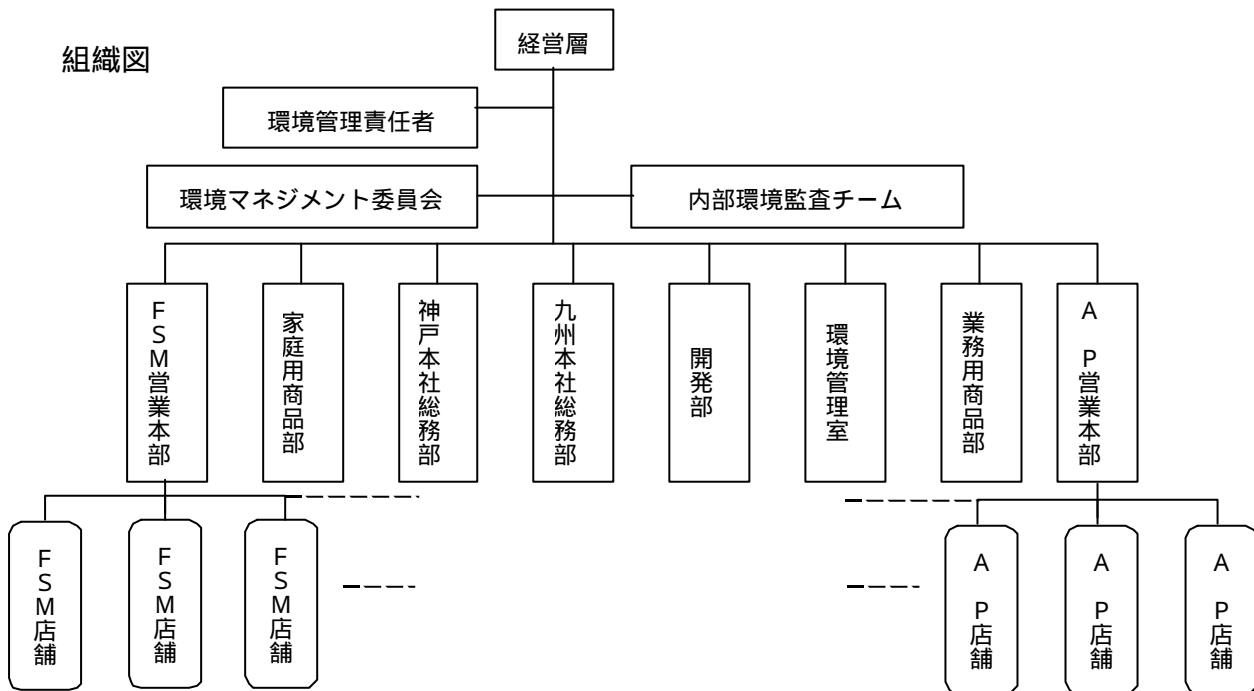 組織図
経営層
環境管理責任者
環境マネジメント委員会
内部環境監査チーム
FSM営業本部
家庭用商品部
神戸本社総務部
九州本社総務部
開発部
環境管理室
業務用商品部
A P営業本部
FSM店舗
FSM店舗
FSM店舗
A P店舗
A P店舗
A P店舗